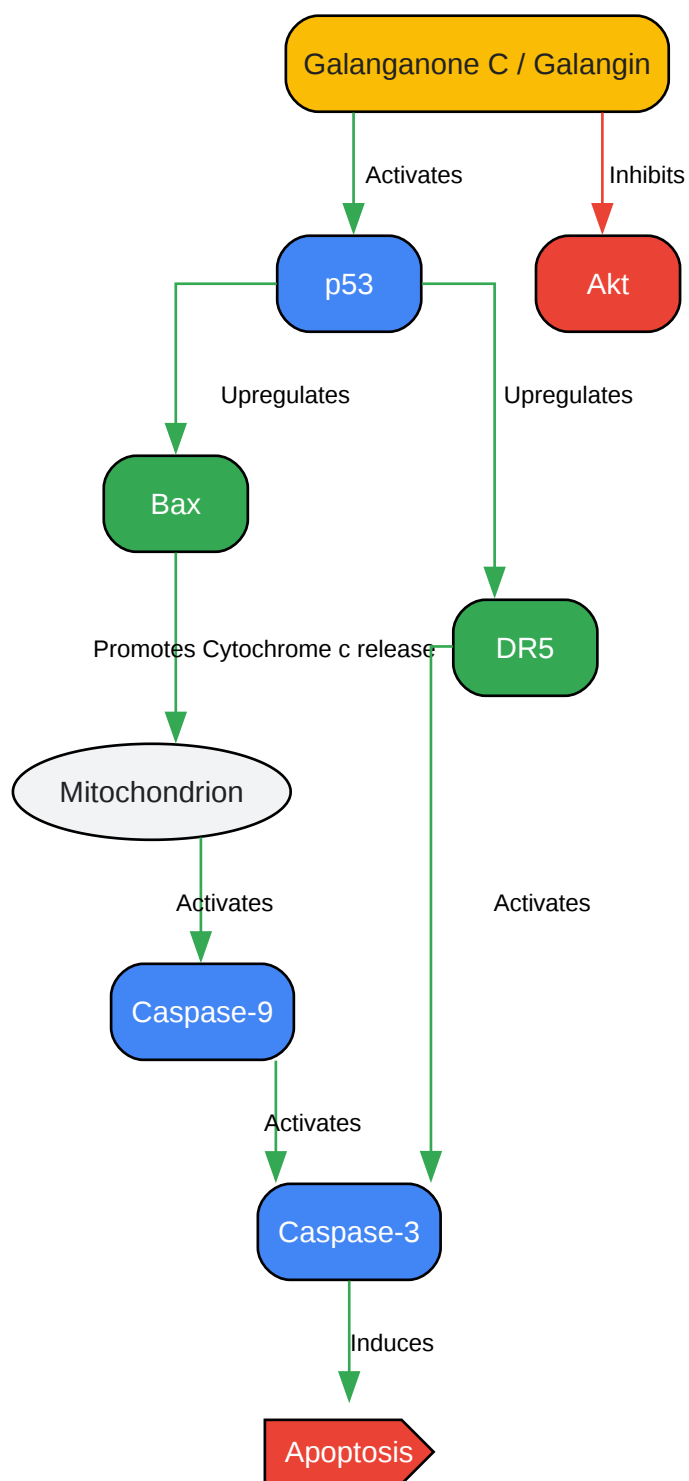 Galanganone C / Galangin
Activates
Inhibits
p53
Akt
Upregulates
Upregulates
Bax
Promotes Cytochrome c release
DR5
Mitochondrion
Activates
Activates
Caspase-9
Activates
Caspase-3
Induces
Apoptosis